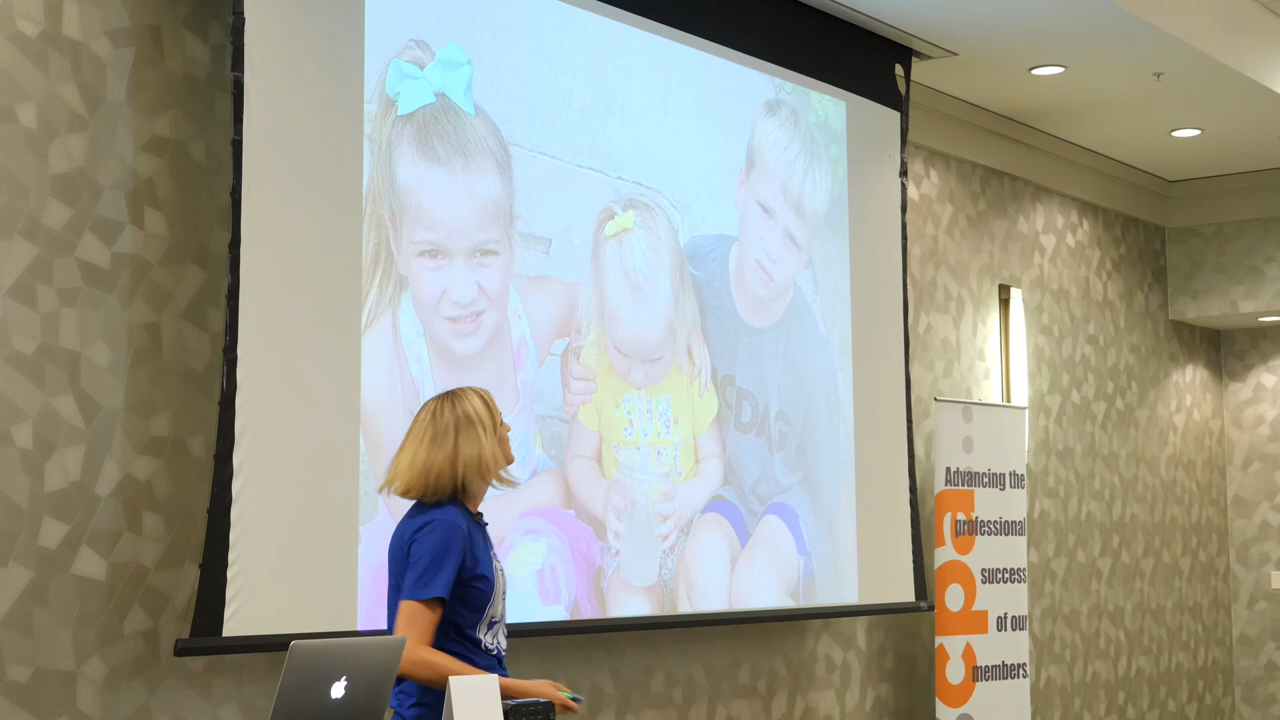 Advancing the
professional
success
of our
members.
cpa